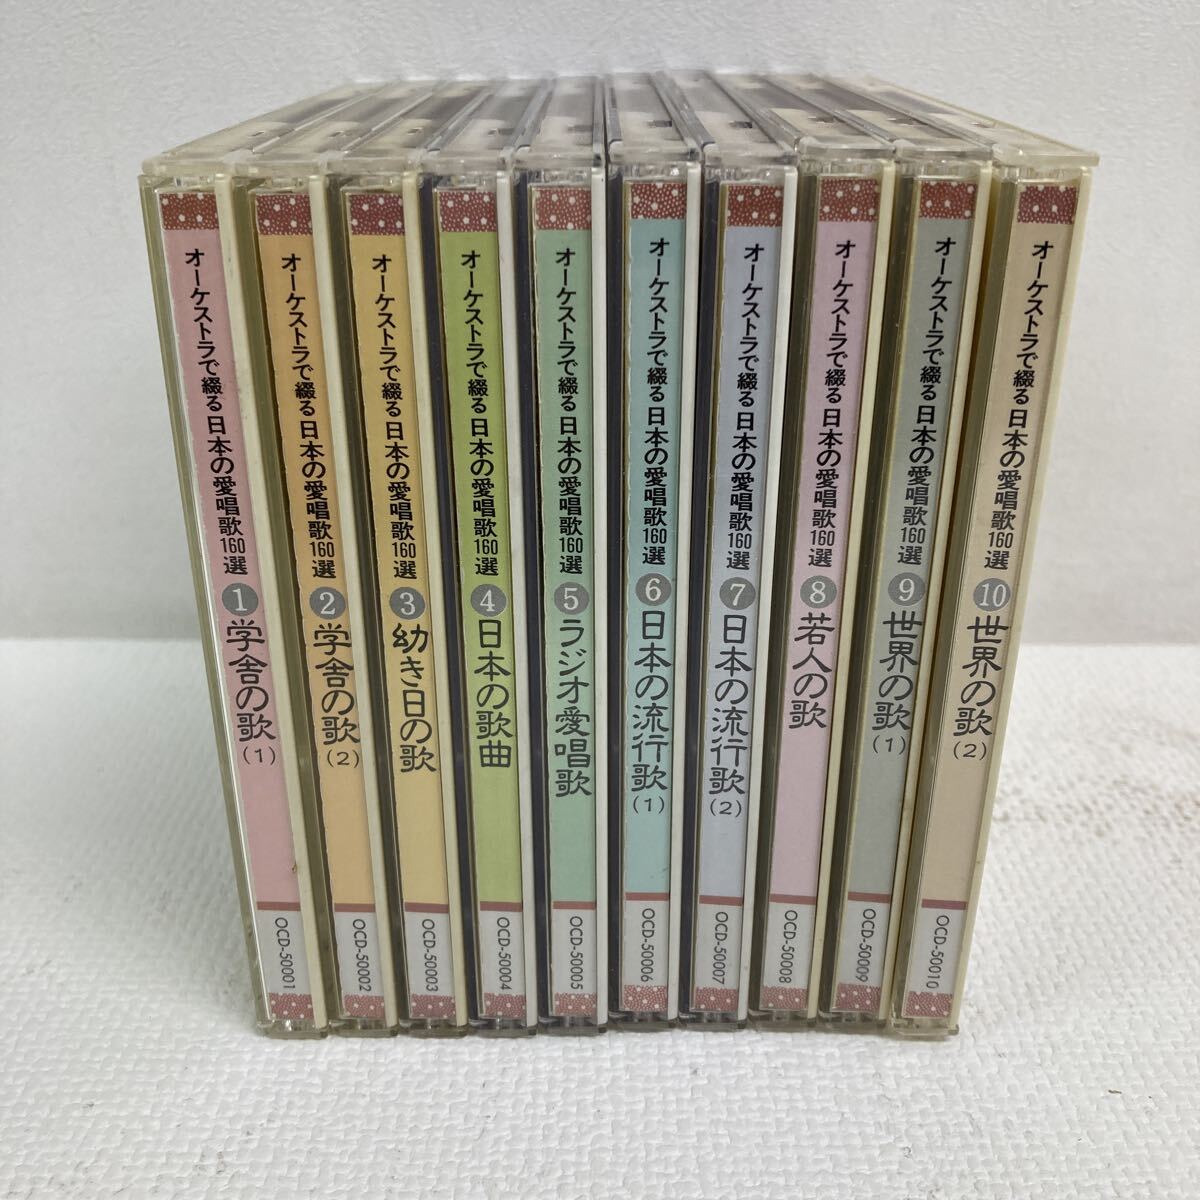 オーケストラで綴る 日本の愛唱歌160選 1 学舎の歌(1) OCD-50001
オーケストラで綴る 日本の愛唱歌160選 2 学舎の歌(2) OCD-50002
オーケストラで綴る 日本の愛唱歌160選 3 幼き日の歌 OCD-50003
オーケストラで綴る 日本の愛唱歌160選 4 日本の歌曲 OCD-50004
オーケストラで綴る 日本の愛唱歌160選 5 ラジオ愛唱歌 OCD-50005
オーケストラで綴る 日本の愛唱歌160選 6 日本の流行歌(1) OCD-50006
オーケストラで綴る 日本の愛唱歌160選 7 日本の流行歌(2) OCD-50007
オーケストラで綴る 日本の愛唱歌160選 8 若人の歌 OCD-50008
オーケストラで綴る 日本の愛唱歌160選 9 世界の歌(1) OCD-50009
オーケストラで綴る 日本の愛唱歌160選 10 世界の歌(2) OCD-50010